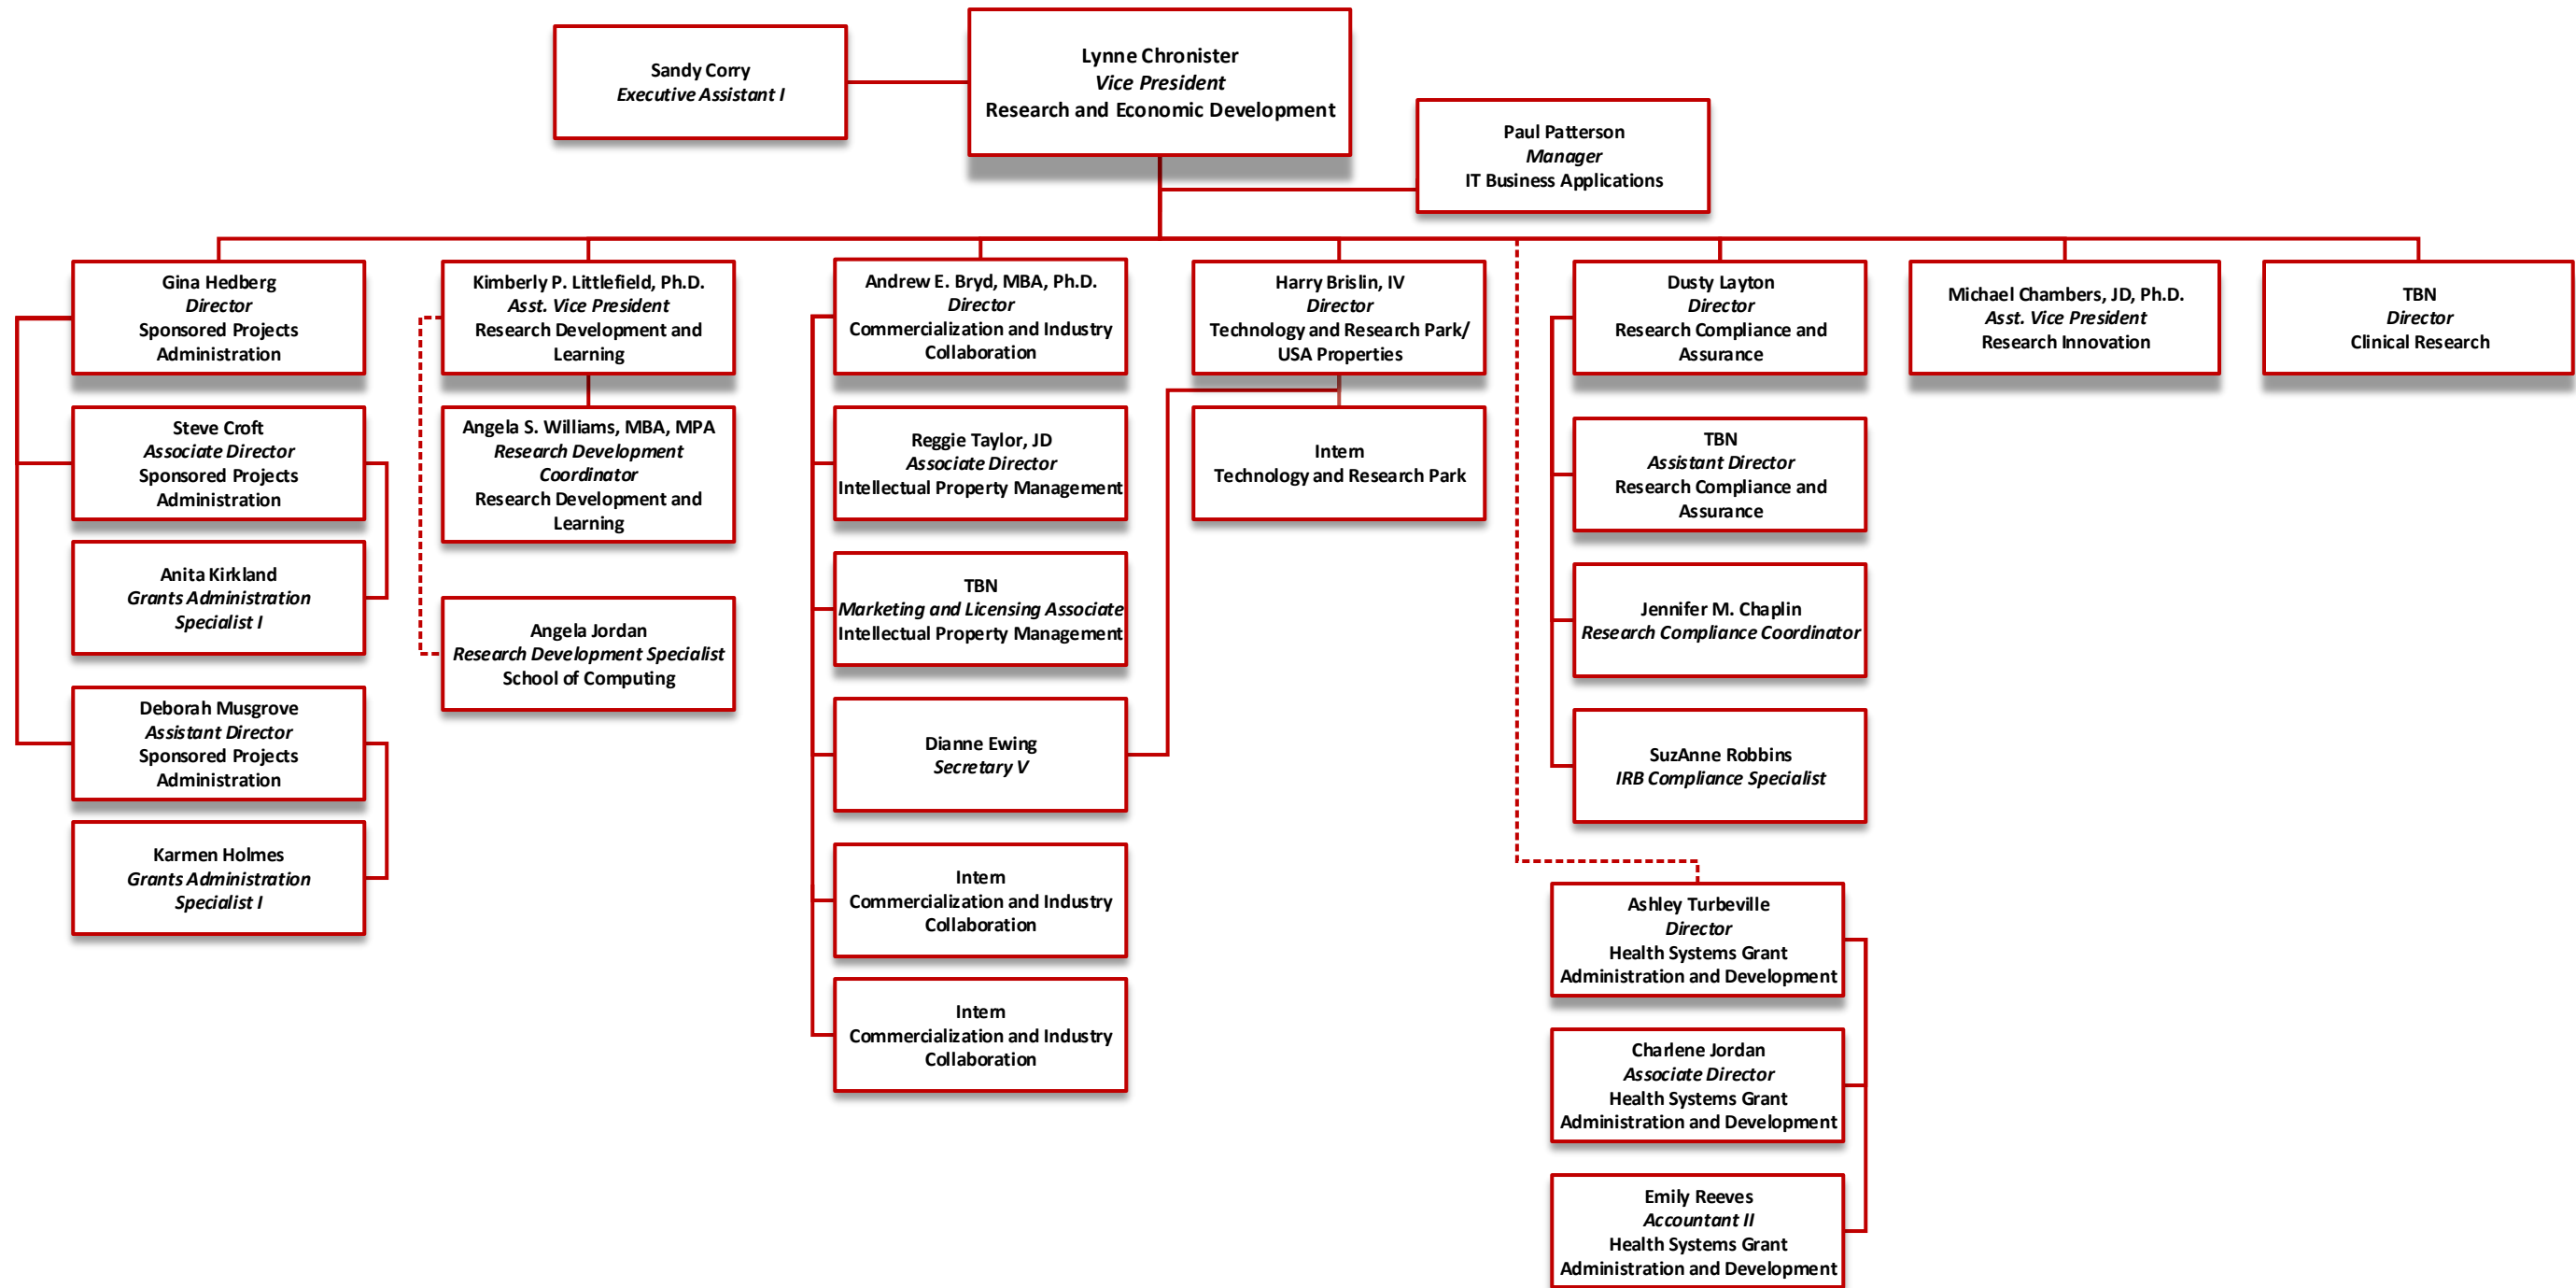 Sandy Corry
Executive Assistant I
Lynne Chronister
Vice President
Research and Economic Development
Paul Patterson
Manager
IT Business Applications
Gina Hedberg
Director
Sponsored Projects
Administration
Kimberly P. Littlefield, Ph.D.
Asst. Vice President
Research Development and
Learning
Andrew E. Bryd, MBA, Ph.D.
Director
Commercialization and Industry
Collaboration
Harry Brislin, IV
Director
Technology and Research Park/
USA Properties
Dusty Layton
Director
Research Compliance and
Assurance
Michael Chambers, JD, Ph.D.
Asst. Vice President
Research Innovation
TBN
Director
Clinical Research
Steve Croft
Associate Director
Sponsored Projects
Administration
Angela S. Williams, MBA, MPA
Research Development
Coordinator
Research Development and
Learning
Reggie Taylor, JD
Associate Director
Intellectual Property Management
Intern
Technology and Research Park
TBN
Assistant Director
Research Compliance and
Assurance
Anita Kirkland
Grants Administration
Specialist I
Angela Jordan
Research Development Specialist
School of Computing
TBN
Marketing and Licensing Associate
Intellectual Property Management
Jennifer M. Chaplin
Research Compliance Coordinator
Deborah Musgrove
Assistant Director
Sponsored Projects
Administration
Dianne Ewing
Secretary V
SuzAnne Robbins
IRB Compliance Specialist
Karmen Holmes
Grants Administration
Specialist I
Intern
Commercialization and Industry
Collaboration
Ashley Turbeville
Director
Health Systems Grant
Administration and Development
Intern
Commercialization and Industry
Collaboration
Charlene Jordan
Associate Director
Health Systems Grant
Administration and Development
Emily Reeves
Accountant II
Health Systems Grant
Administration and Development